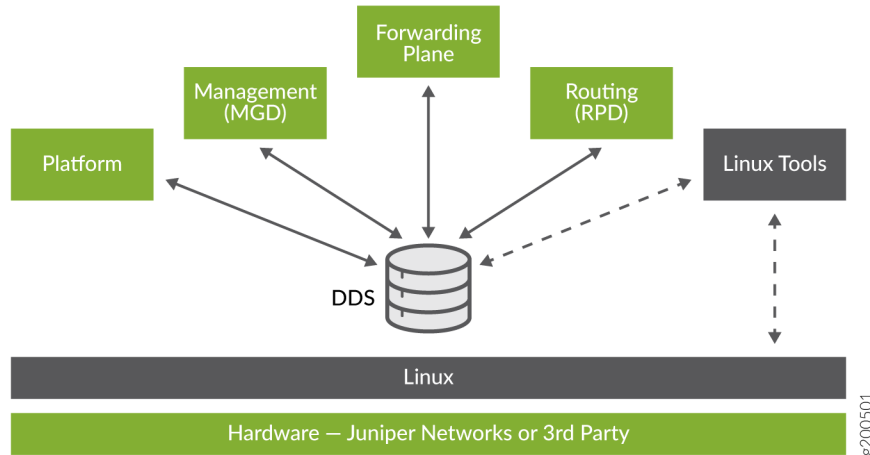 Forwarding
Plane
Management
(MGD)
Routing
(RPD)
Platform
Linux Tools
DDS
Linux
Hardware — Juniper Networks or 3rd Party
g200501